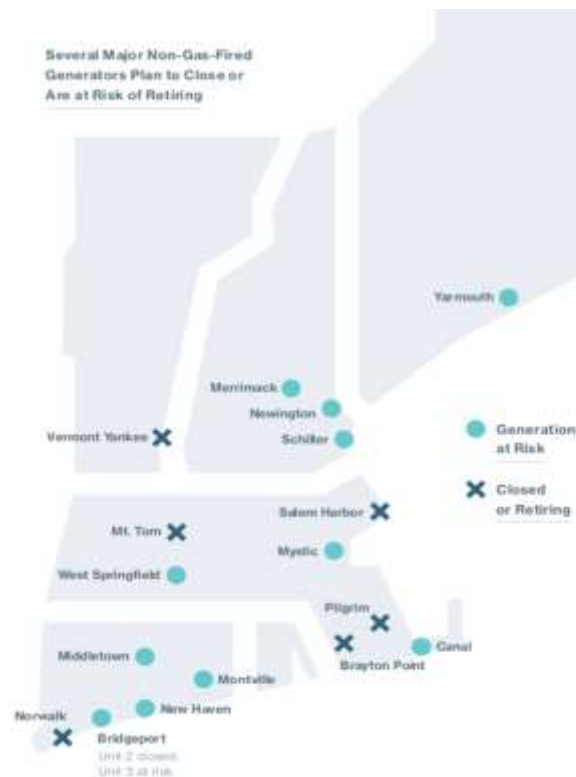 Several Major Non-Gas-Fired
Generators Plan to Close or
Are at Risk of Retiring
Yarmouth
Merrimack
Newington
Schiller
Vermont Yankee
Generation
at Risk
Closed
or Retiring
Salem Harbor
Mt. Tom
Mystic
West Springfield
Pilgrim
Canal
Brayton Point
Middletown
Montville
New Haven
Norwalk
Bridgeport
Unit 2 closed
Unit 3 at risk